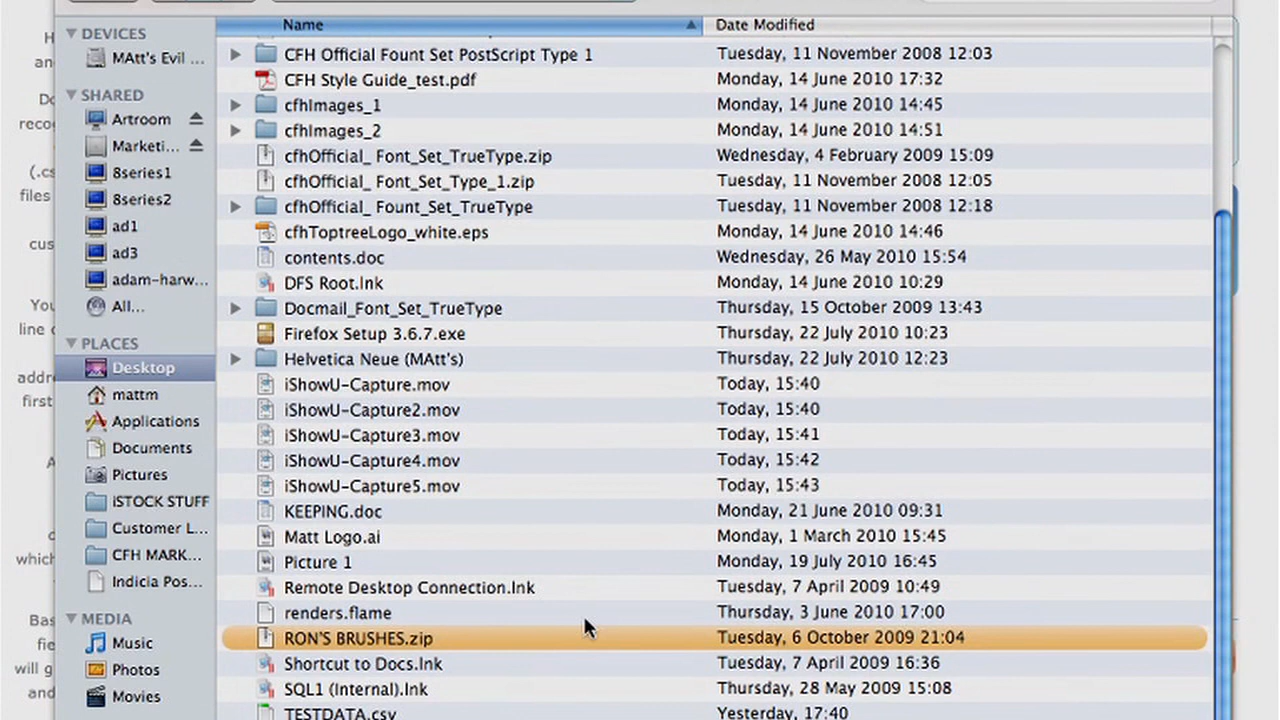 Name Date Modified
DEVICES
MAtt's Evil ...
SHARED
Artroom
Marketi...
8series1
8series2
ad1
ad3
adam-harw...
All...
PLACES
Desktop
mattm
Applications
Documents
Pictures
iSTOCK STUFF
Customer L...
CFH MARK...
Indicia Pos...
MEDIA
Music
Photos
Movies
CFH Official Fount Set PostScript Type 1 Tuesday, 11 November 2008 12:03
CFH Style Guide_test.pdf Monday, 14 June 2010 17:32
cfhImages_1 Monday, 14 June 2010 14:45
cfhImages_2 Monday, 14 June 2010 14:51
cfhOfficial_ Font_Set_TrueType.zip Wednesday, 4 February 2009 15:09
cfhOfficial_ Font_Set_Type_1.zip Tuesday, 11 November 2008 12:05
cfhOfficial_ Fount_Set_TrueType Tuesday, 11 November 2008 12:18
cfhToptreeLogo_white.eps Monday, 14 June 2010 14:46
contents.doc Wednesday, 26 May 2010 15:54
DFS Root.lnk Monday, 14 June 2010 10:29
Docmail_Font_Set_TrueType Thursday, 15 October 2009 13:43
Firefox Setup 3.6.7.exe Thursday, 22 July 2010 10:23
Helvetica Neue (MAtt's) Thursday, 22 July 2010 12:23
iShowU-Capture.mov Today, 15:40
iShowU-Capture2.mov Today, 15:40
iShowU-Capture3.mov Today, 15:41
iShowU-Capture4.mov Today, 15:42
iShowU-Capture5.mov Today, 15:43
KEEPING.doc Monday, 21 June 2010 09:31
Matt Logo.ai Monday, 1 March 2010 15:45
Picture 1 Monday, 19 July 2010 16:45
Remote Desktop Connection.lnk Tuesday, 7 April 2009 10:49
renders.flame Thursday, 3 June 2010 17:00
RON'S BRUSHES.zip Tuesday, 6 October 2009 21:04
Shortcut to Docs.lnk Tuesday, 7 April 2009 16:36
SQL1 (Internal).lnk Thursday, 28 May 2009 15:08
TESTDATA.csv Yesterday, 17:40